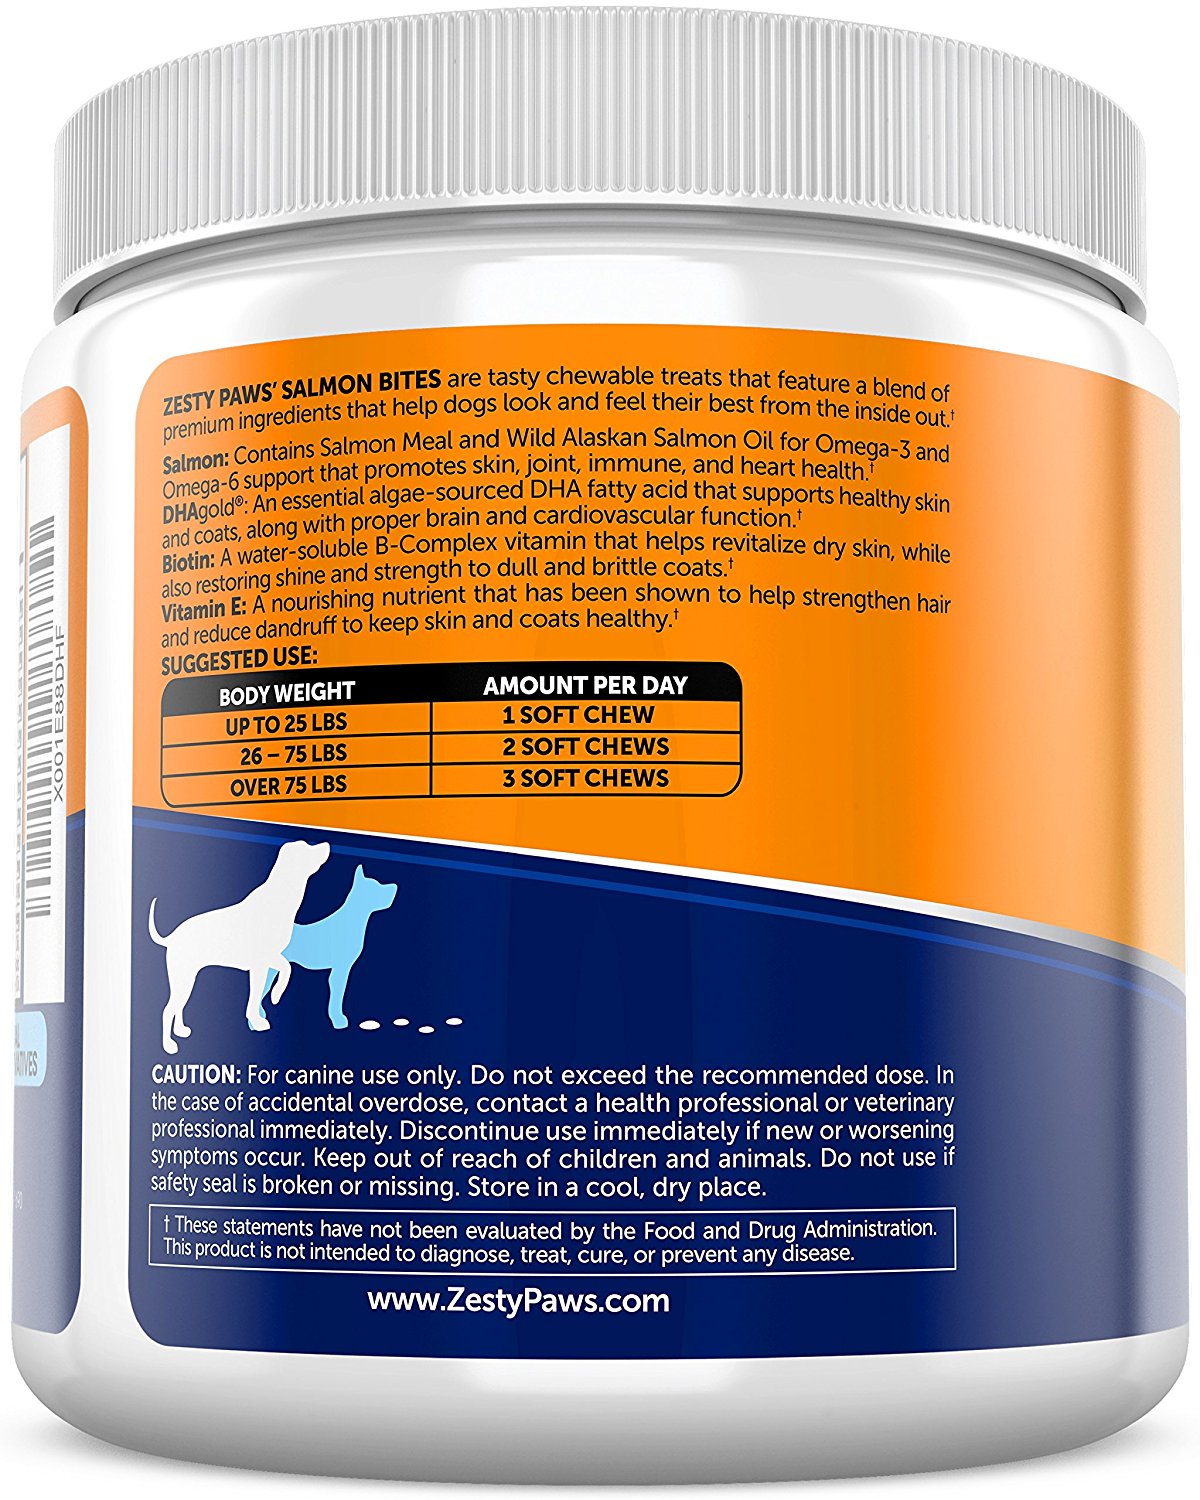 ZESTY PAWS' SALMON BITES are tasty chewable treats that feature a blend of
premium ingredients that help dogs look and feel their best from the inside out.†
Salmon: Contains Salmon Meal and Wild Alaskan Salmon Oil for Omega-3 and
Omega-6 support that promotes skin, joint, immune, and heart health.†
DHAgold®: An essential algae-sourced DHA fatty acid that supports healthy skin
and coats, along with proper brain and cardiovascular function.†
Biotin: A water-soluble B-Complex vitamin that helps revitalize dry skin, while
also restoring shine and strength to dull and brittle coats.†
Vitamin E: A nourishing nutrient that has been shown to help strengthen hair
and reduce dandruff to keep skin and coats healthy.†
SUGGESTED USE:
BODY WEIGHT AMOUNT PER DAY
UP TO 25 LBS 1 SOFT CHEW
26 – 75 LBS 2 SOFT CHEWS
OVER 75 LBS 3 SOFT CHEWS
X001E88DHF
CAUTION: For canine use only. Do not exceed the recommended dose. In
the case of accidental overdose, contact a health professional or veterinary
professional immediately. Discontinue use immediately if new or worsening
symptoms occur. Keep out of reach of children and animals. Do not use if
safety seal is broken or missing. Store in a cool, dry place.
† These statements have not been evaluated by the Food and Drug Administration.
This product is not intended to diagnose, treat, cure, or prevent any disease.
www.ZestyPaws.com